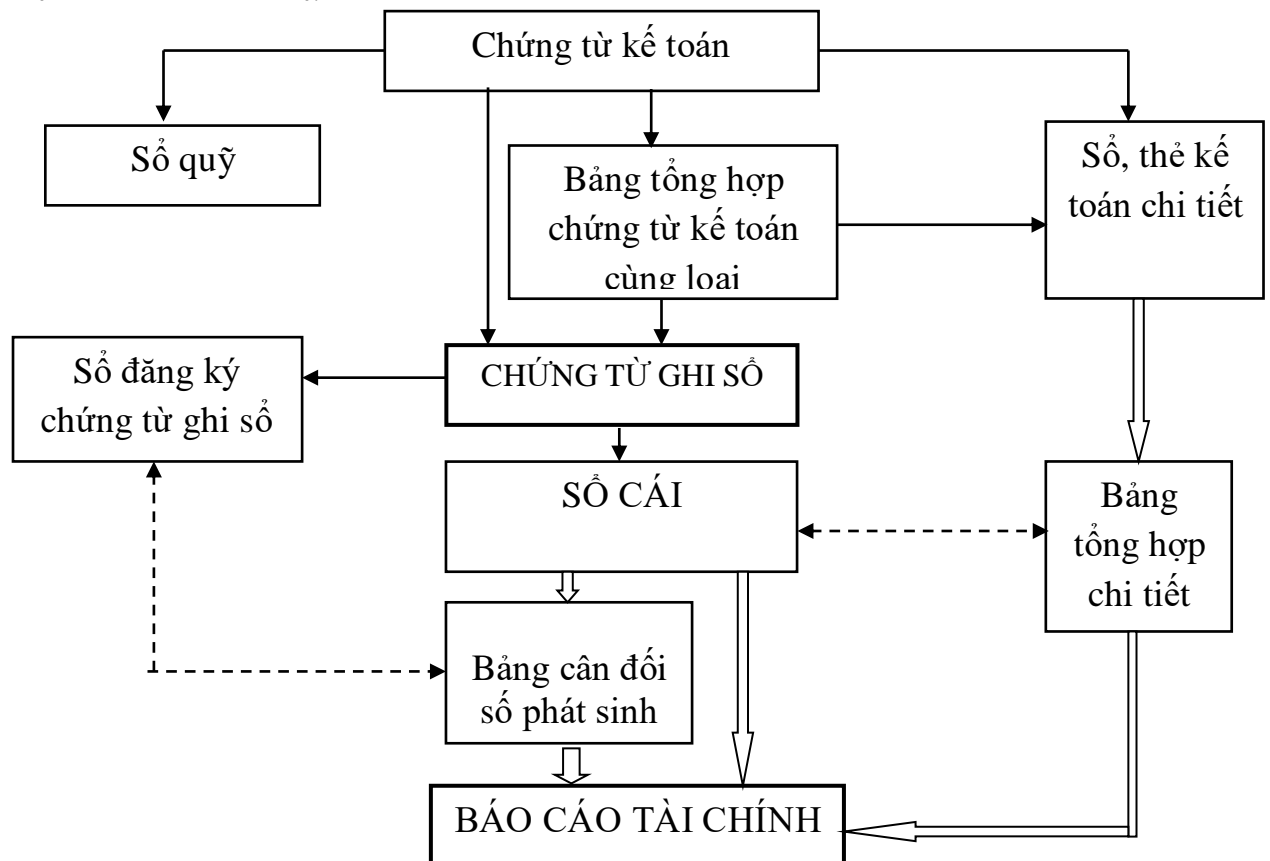 Chứng từ kế toán
Sổ quỹ
Bảng tổng hợp
chứng từ kế toán
cùng loại
Sổ, thẻ kế
toán chi tiết
Sổ đăng ký
chứng từ ghi sổ
CHỨNG TỪ GHI SỔ
SỔ CÁI
Bảng
tổng hợp
chi tiết
Bảng cân đối
số phát sinh
BÁO CÁO TÀI CHÍNH